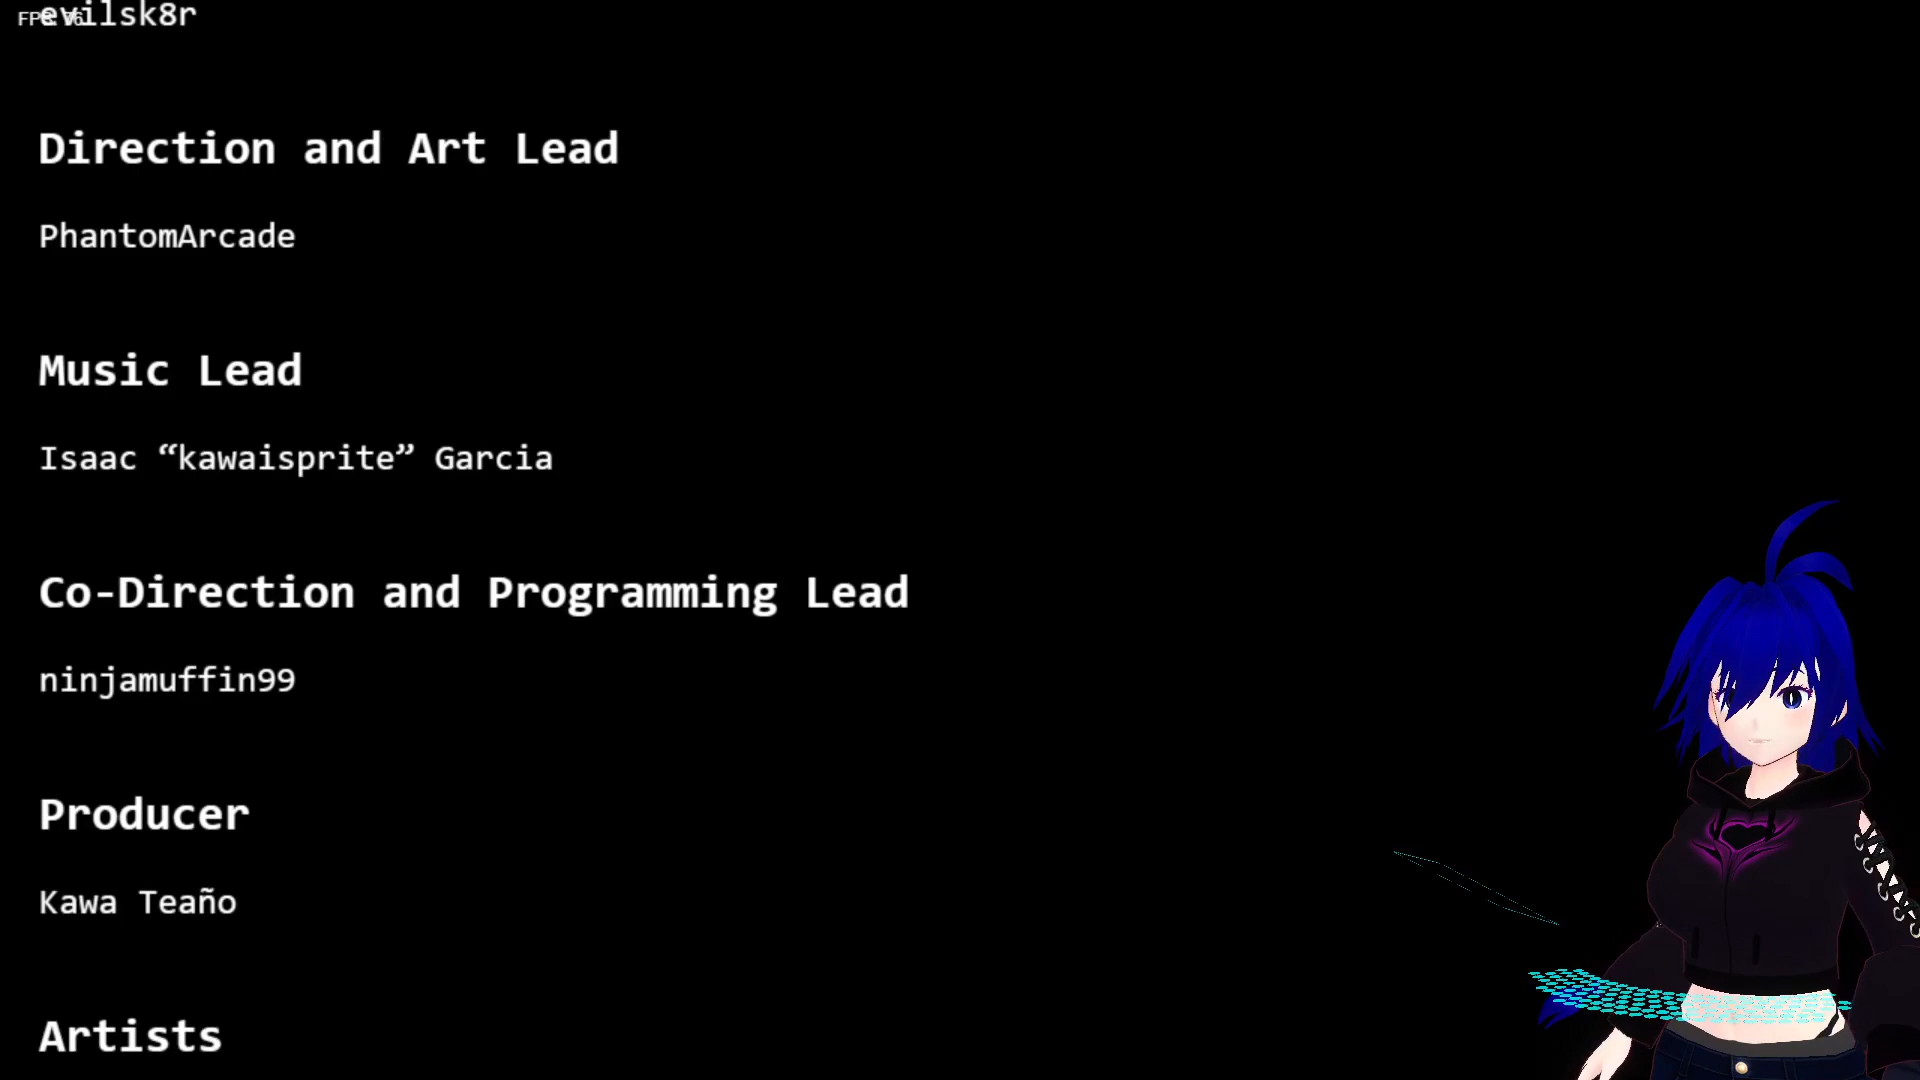 evilsk8r
Direction and Art Lead
PhantomArcade
Music Lead
Isaac “kawaisprite” Garcia
Co-Direction and Programming Lead
ninjamuffin99
Producer
Kawa Teaño
Artists